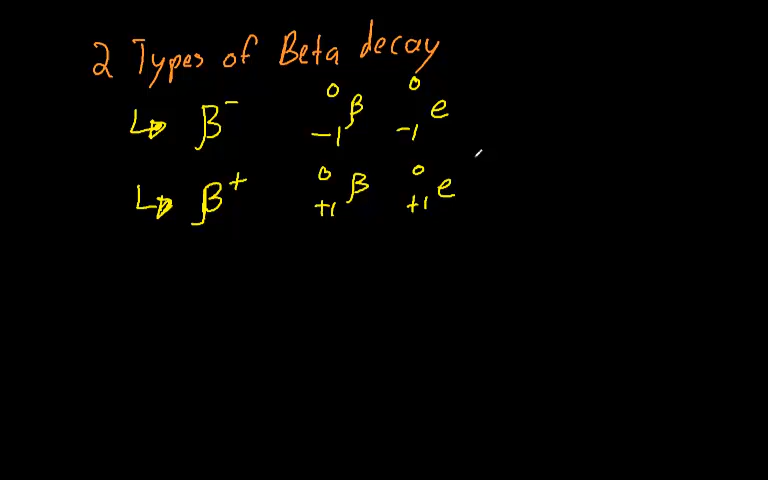 2 Types of Beta decay
↳ β⁻ ⁰₋₁β ⁰₋₁e
↳ β⁺ ⁰₊₁β ⁰₊₁e